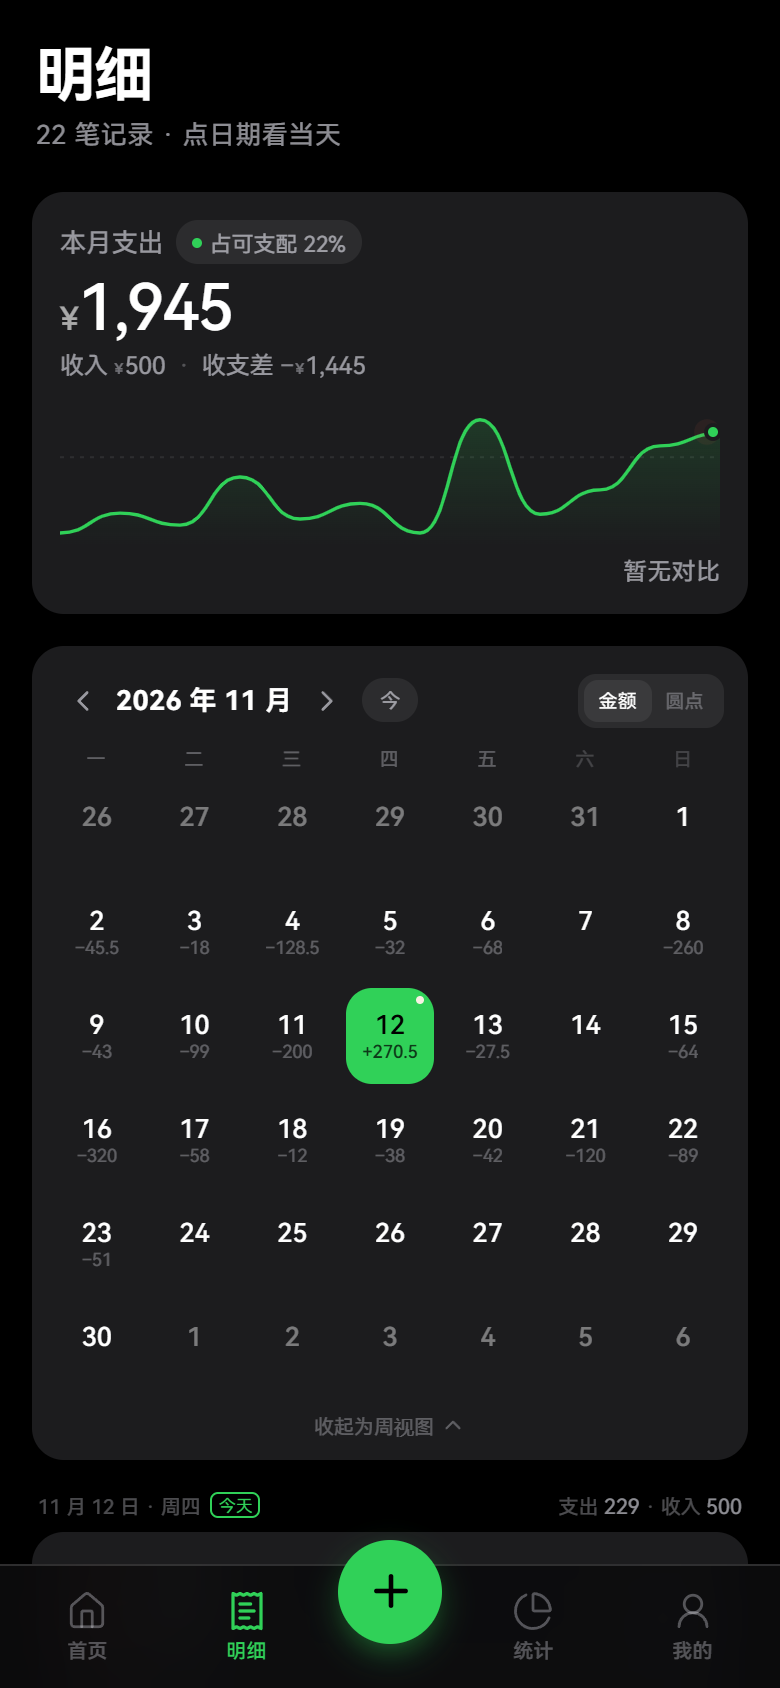 明细
22 笔记录 · 点日期看当天
本月支出 占可支配 22%
¥1,945
收入 ¥500 · 收支差 −¥1,445
暂无对比
2026 年 11 月 今 金额 圆点
一 二 三 四 五 六 日
26 27 28 29 30 31 1
2 3 4 5 6 7 8
−45.5 −18 −128.5 −32 −68 −260
9 10 11 12 13 14 15
−43 −99 −200 +270.5 −27.5 −64
16 17 18 19 20 21 22
−320 −58 −12 −38 −42 −120 −89
23 24 25 26 27 28 29
−51
30 1 2 3 4 5 6
收起为周视图
11 月 12 日 · 周四 今天 支出 229 · 收入 500
首页 明细 统计 我的